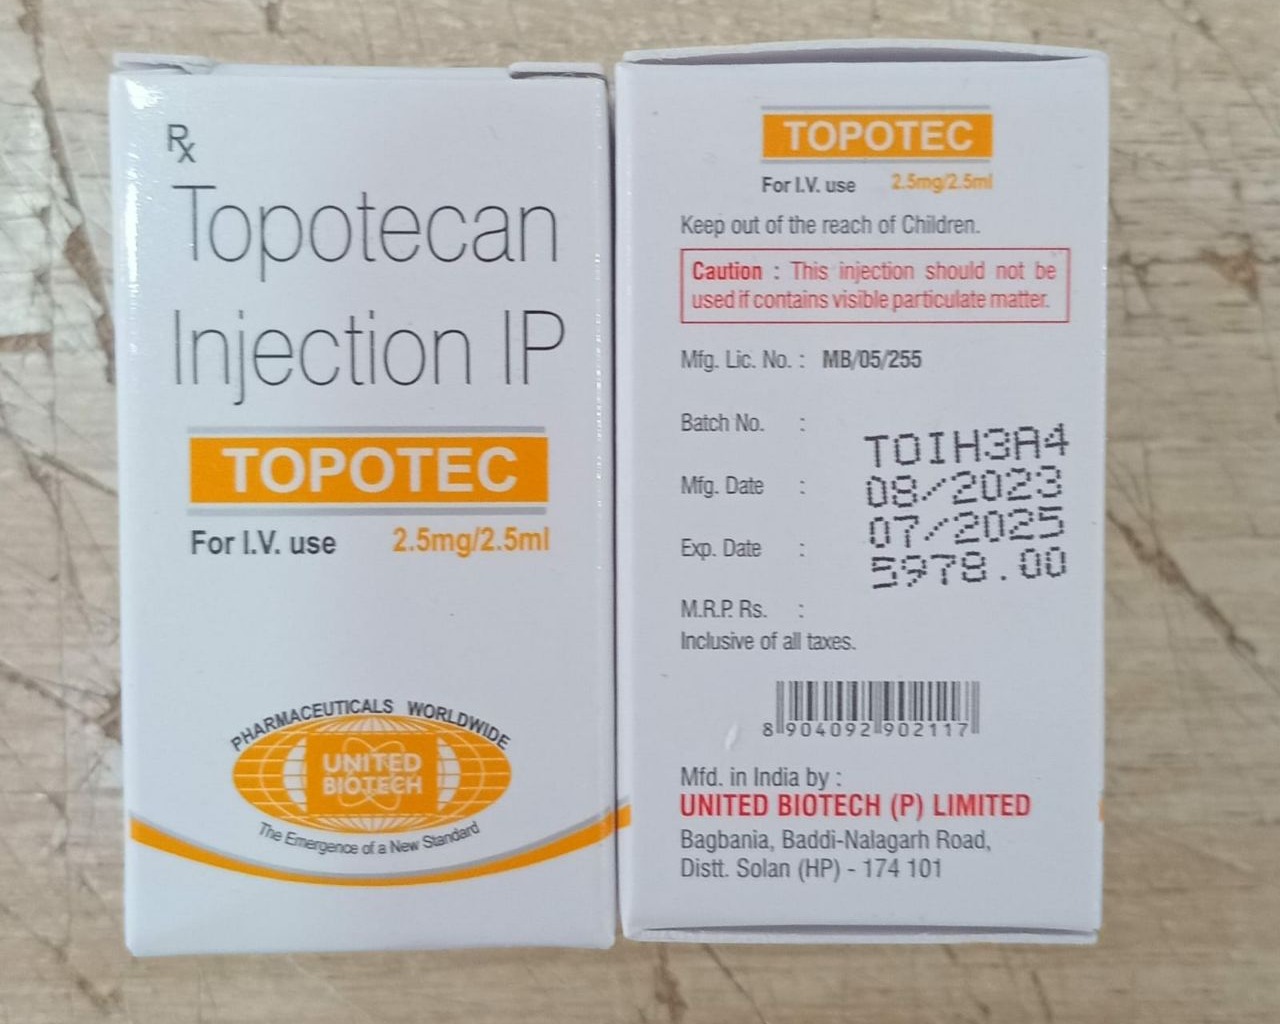 Rx
Topotecan
Injection IP
TOPOTEC
For I.V. use 2.5mg/2.5ml
PHARMACEUTICALS WORLDWIDE
UNITED
BIOTECH
The Emergence of a New Standard
TOPOTEC
For I.V. use 2.5mg/2.5ml
Keep out of the reach of Children.
Caution : This injection should not be
used if contains visible particulate matter.
Mfg. Lic. No. : MB/05/255
Batch No. : TOIH3A4
Mfg. Date : 08/2023
Exp. Date : 07/2025
M.R.P. Rs. : 5978.00
Inclusive of all taxes.
8 904092 902117
Mfd. in India by :
UNITED BIOTECH (P) LIMITED
Bagbania, Baddi-Nalagarh Road,
Distt. Solan (HP) - 174 101